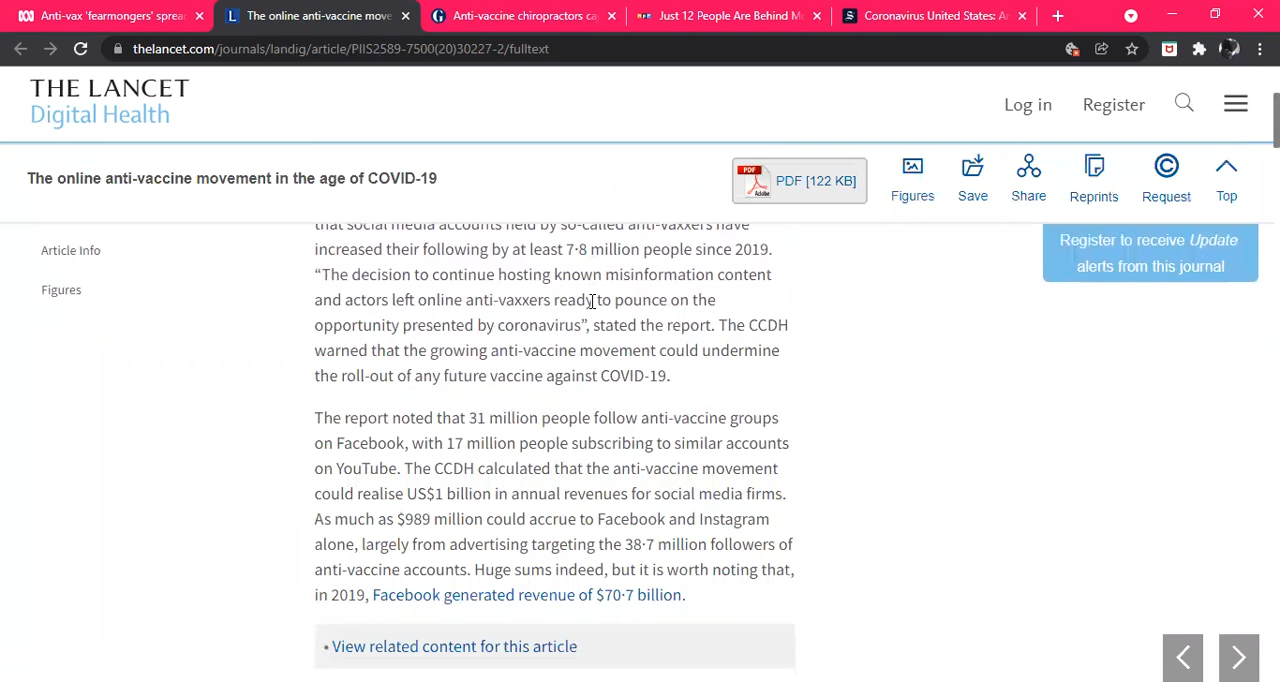 Anti-vax 'fearmongers' sprea
The online anti-vaccine move
Anti-vaccine chiropractors ca
Just 12 People Are Behind M
Coronavirus United States: A
thelancet.com/journals/landig/article/PIIS2589-7500(20)30227-2/fulltext
THE LANCET
Digital Health
Log in
Register
The online anti-vaccine movement in the age of COVID-19
PDF [122 KB]
Figures
Save
Share
Reprints
Request
Top
Article Info
Figures
that social media accounts held by so-called anti-vaxxers have
increased their following by at least 7·8 million people since 2019.
“The decision to continue hosting known misinformation content
and actors left online anti-vaxxers ready to pounce on the
opportunity presented by coronavirus”, stated the report. The CCDH
warned that the growing anti-vaccine movement could undermine
the roll-out of any future vaccine against COVID-19.
The report noted that 31 million people follow anti-vaccine groups
on Facebook, with 17 million people subscribing to similar accounts
on YouTube. The CCDH calculated that the anti-vaccine movement
could realise US$1 billion in annual revenues for social media firms.
As much as $989 million could accrue to Facebook and Instagram
alone, largely from advertising targeting the 38·7 million followers of
anti-vaccine accounts. Huge sums indeed, but it is worth noting that,
in 2019, Facebook generated revenue of $70·7 billion.
• View related content for this article
Register to receive Update
alerts from this journal